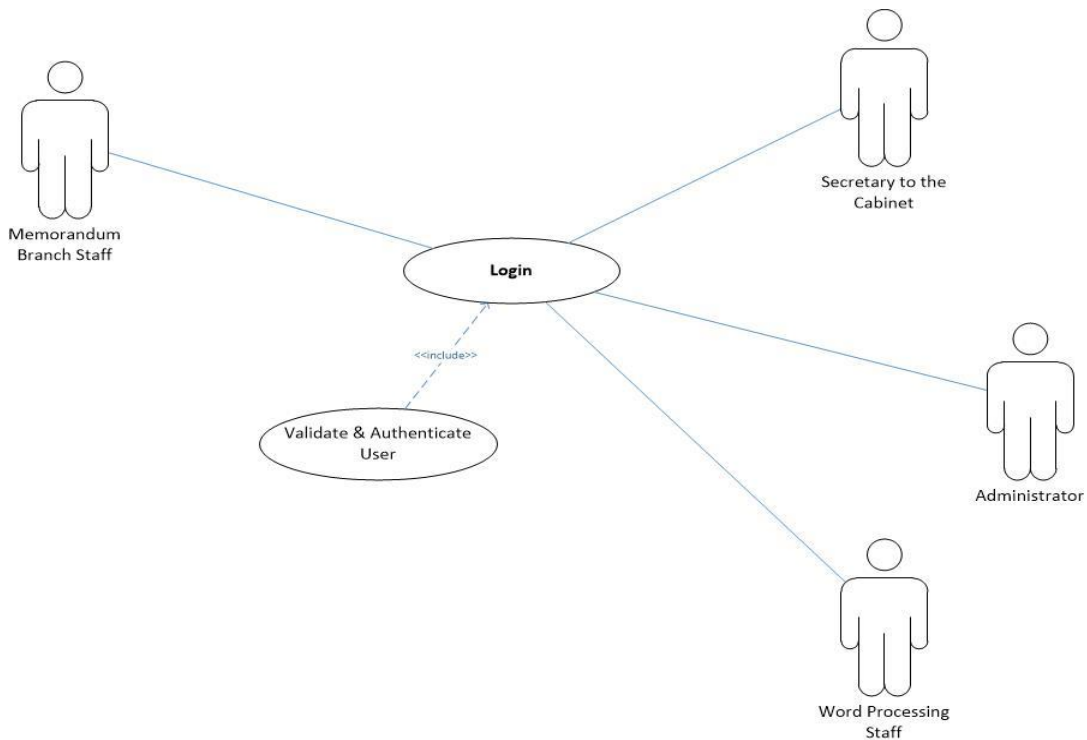 Secretary to the
Cabinet
Memorandum
Branch Staff
Login
<<include>>
Validate & Authenticate
User
Administrator
Word Processing
Staff